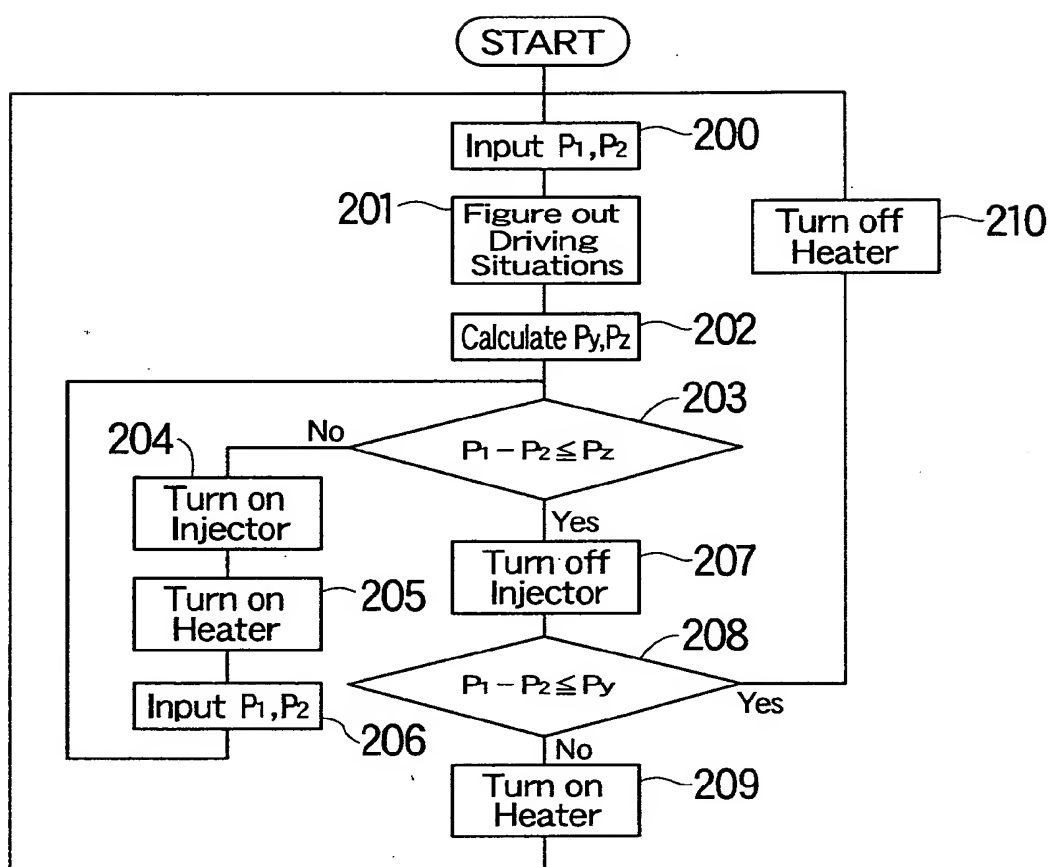 START
Input P1,P2
200
201
Figure out
Driving
Situations
Turn off
Heater
210
Calculate Py,Pz
202
203
P1 − P2 ≦ Pz
No
204
Turn on
Injector
Yes
Turn off
Injector
207
Turn on
Heater
205
208
P1 − P2 ≦ Py
Yes
Input P1,P2
206
No
Turn on
Heater
209